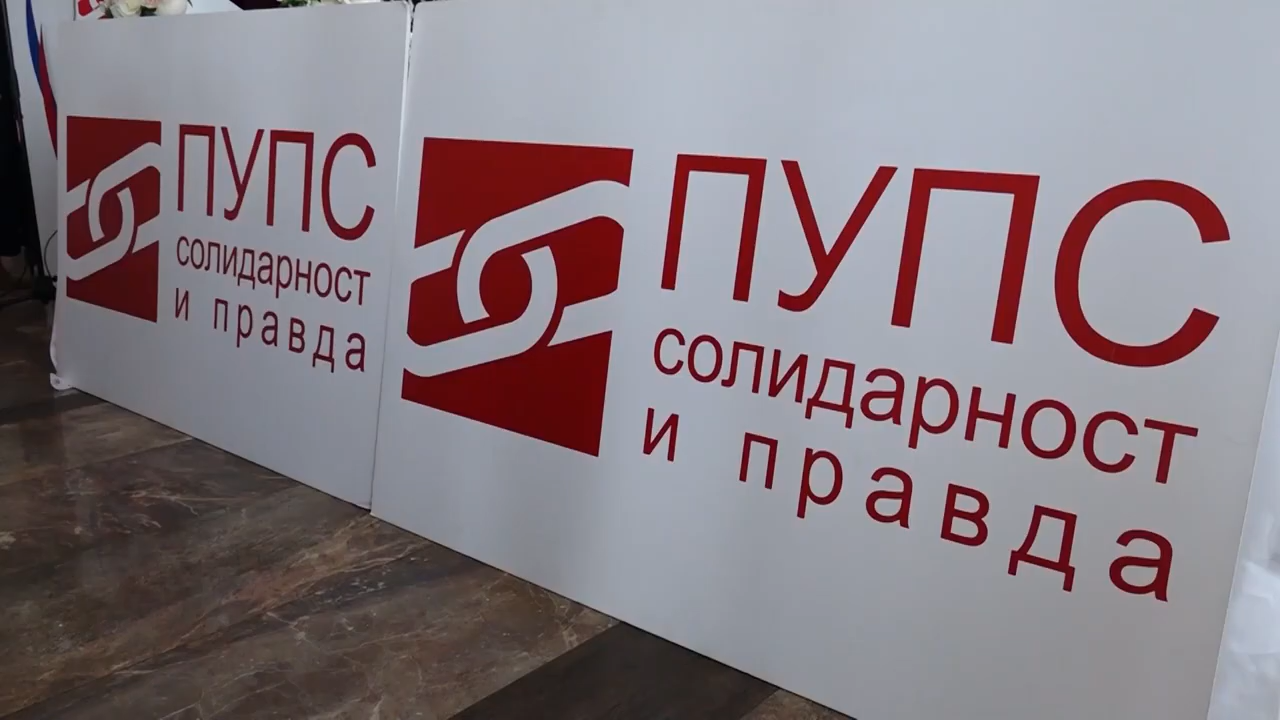 ПУПС
солидарност
и правда
ПУПС
солидарност
и правда